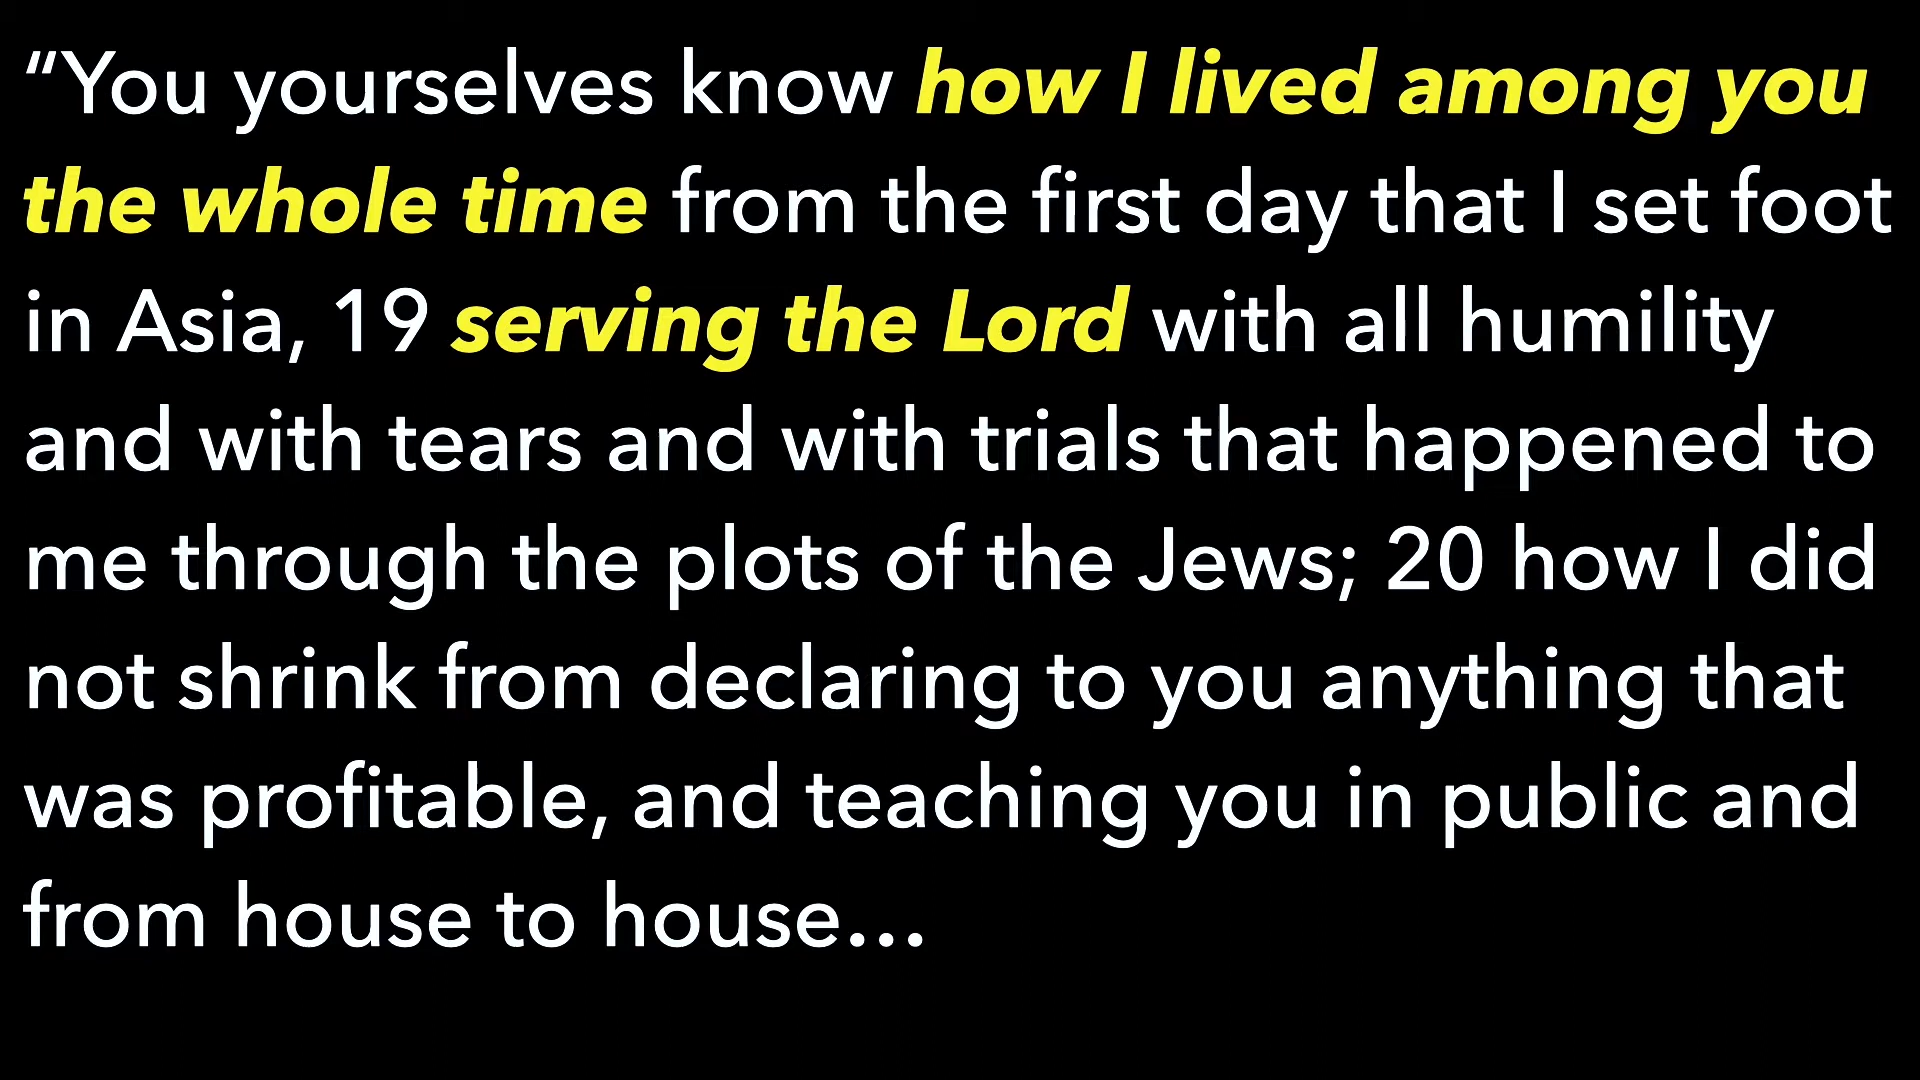 “You yourselves know how I lived among you
the whole time from the first day that I set foot
in Asia, 19 serving the Lord with all humility
and with tears and with trials that happened to
me through the plots of the Jews; 20 how I did
not shrink from declaring to you anything that
was profitable, and teaching you in public and
from house to house…